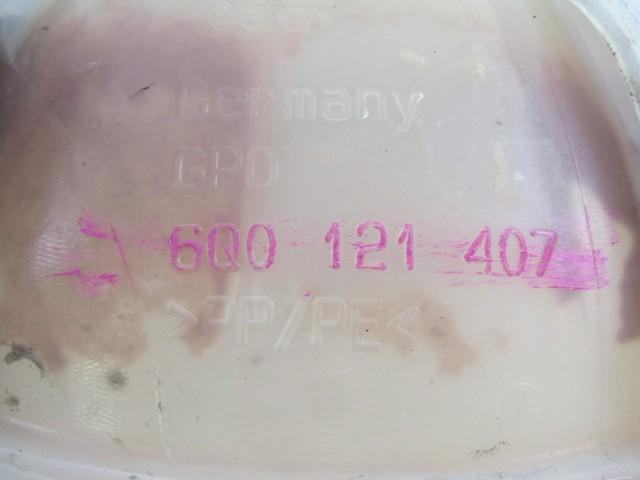 Germany
GPO
6Q0 121 407
>PP/PE<